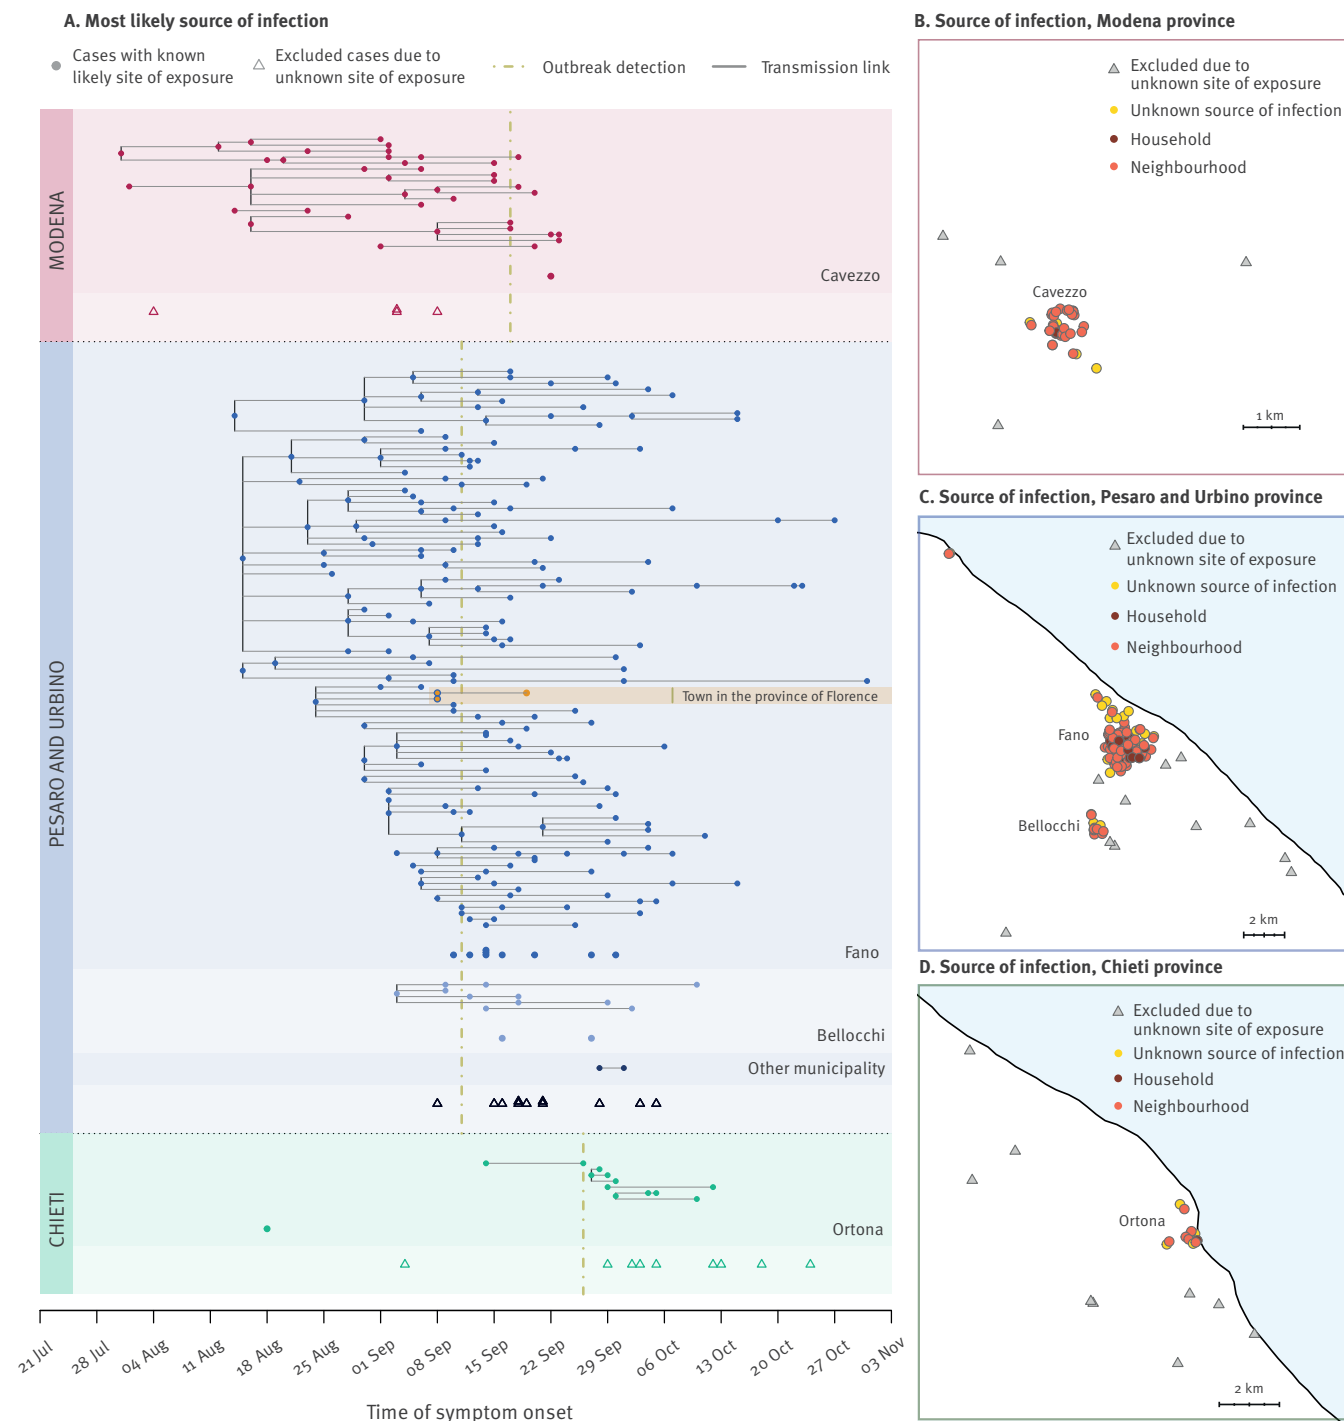 A. Most likely source of infection
Cases with known
likely site of exposure
Excluded cases due to
unknown site of exposure
Outbreak detection
Transmission link
MODENA
Cavezzo
PESARO AND URBINO
Town in the province of Florence
Fano
Bellocchi
Other municipality
CHIETI
Ortona
21 Jul
28 Jul
04 Aug
11 Aug
18 Aug
25 Aug
01 Sep
08 Sep
15 Sep
22 Sep
29 Sep
06 Oct
13 Oct
20 Oct
27 Oct
03 Nov
Time of symptom onset
B. Source of infection, Modena province
Excluded due to
unknown site of exposure
Unknown source of infection
Household
Neighbourhood
Cavezzo
1 km
C. Source of infection, Pesaro and Urbino province
Excluded due to
unknown site of exposure
Unknown source of infection
Household
Neighbourhood
Fano
Bellocchi
2 km
D. Source of infection, Chieti province
Excluded due to
unknown site of exposure
Unknown source of infection
Household
Neighbourhood
Ortona
2 km